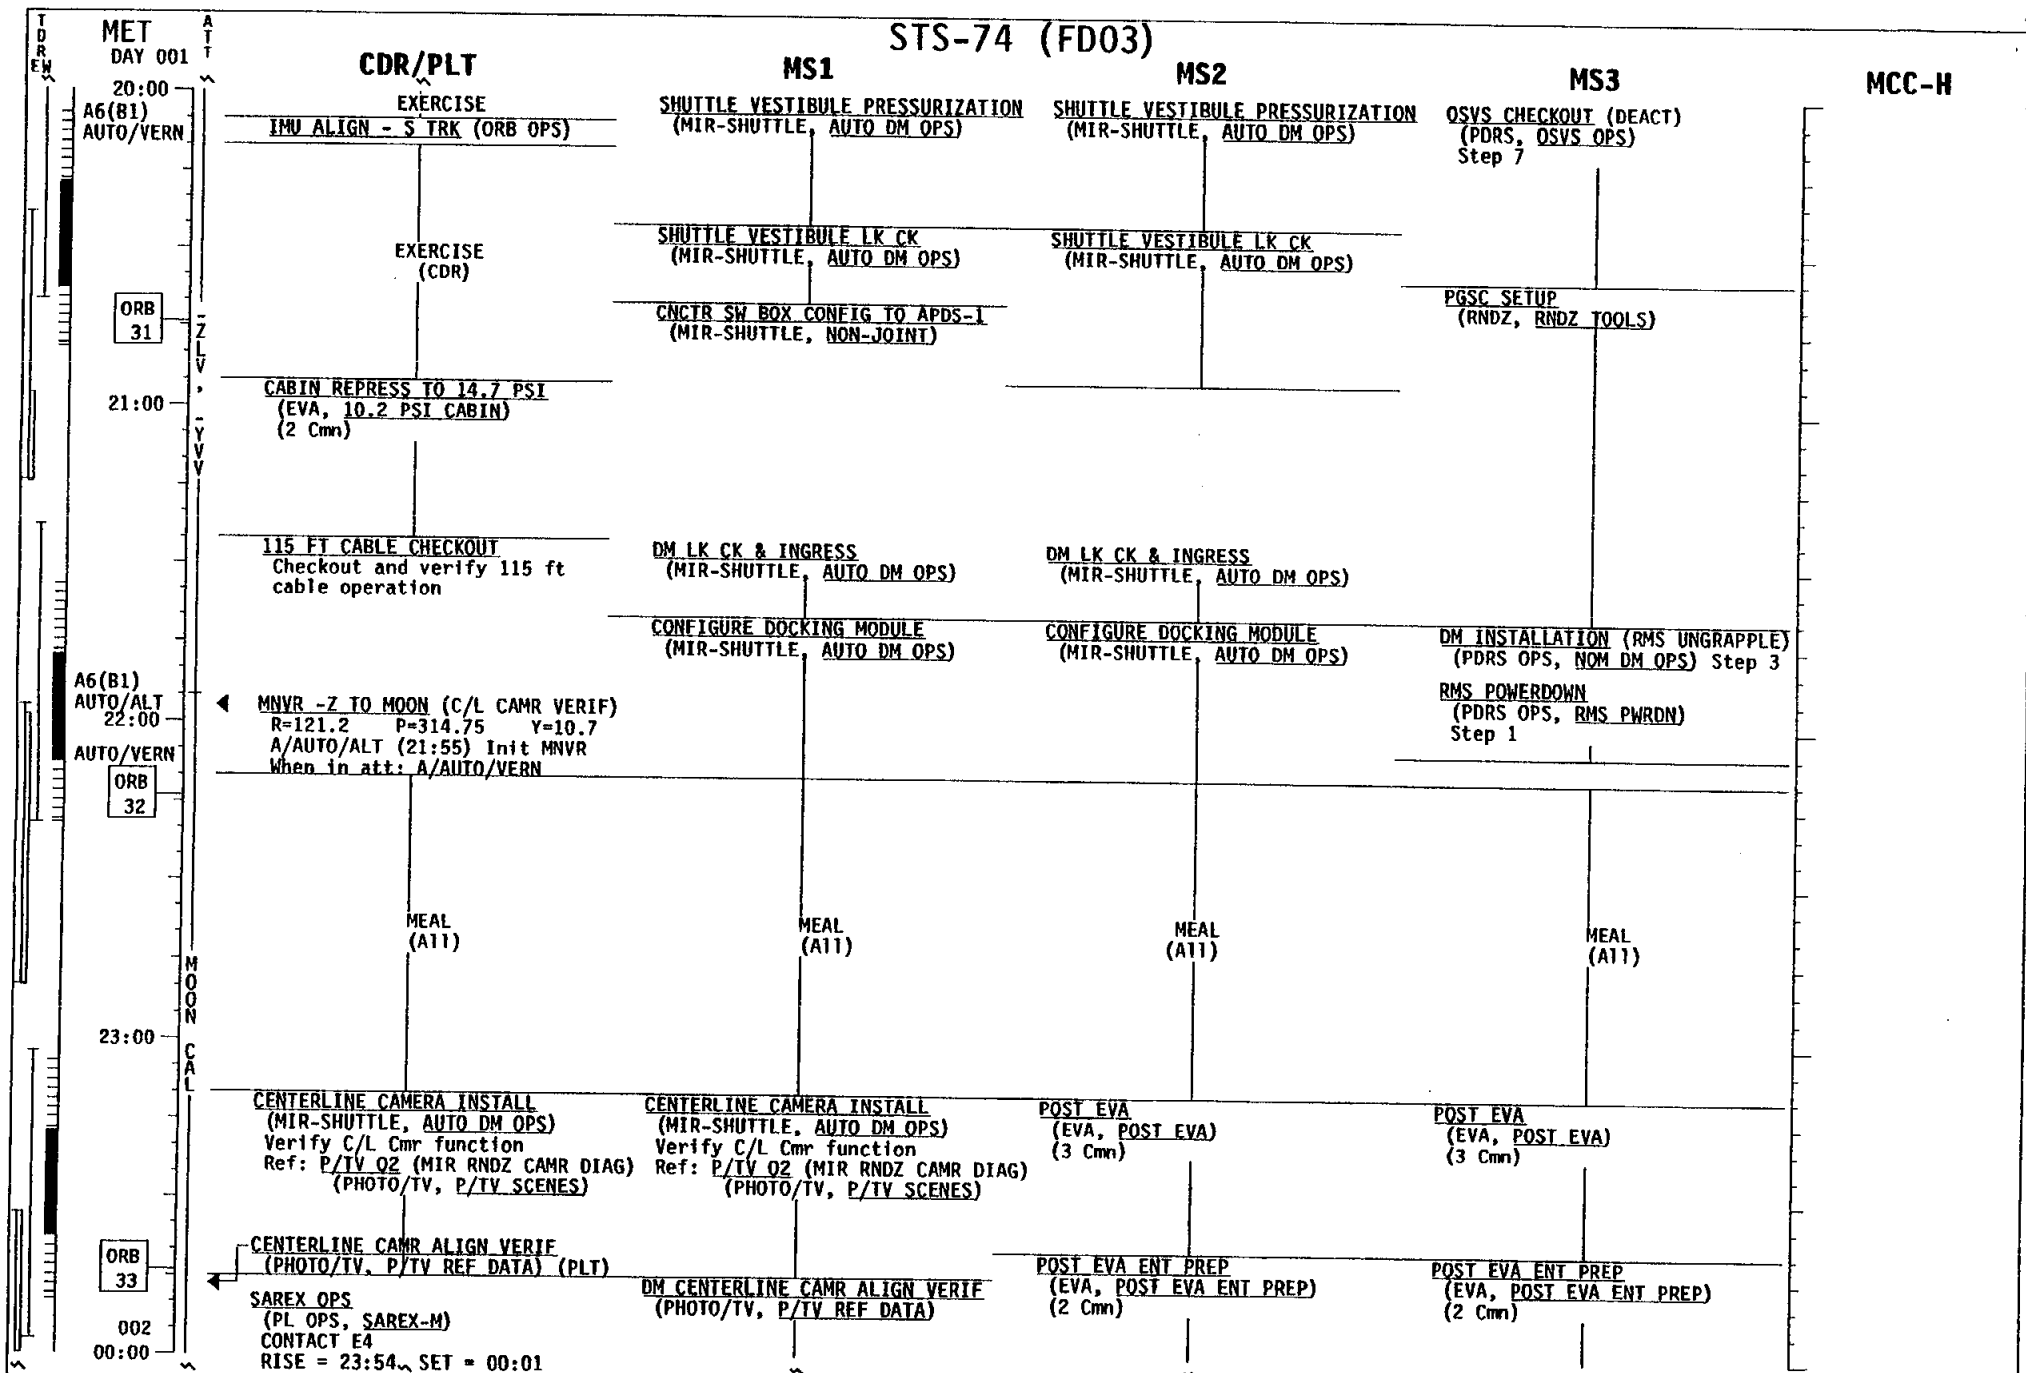 STS-74 (FD03)
TDRE W
MET
DAY 001
ATT
CDR/PLT
MS1
MS2
MS3
MCC-H
20:00
A6(B1)
AUTO/VERN
ORB
31
21:00
-ZLV, -YVV
A6(B1)
AUTO/ALT
22:00
AUTO/VERN
ORB
32
MOON CAL
23:00
ORB
33
002
00:00
EXERCISE
IMU ALIGN - S TRK (ORB OPS)
EXERCISE
(CDR)
CABIN REPRESS TO 14.7 PSI
(EVA, 10.2 PSI CABIN)
(2 Cmn)
115 FT CABLE CHECKOUT
Checkout and verify 115 ft
cable operation
MNVR -Z TO MOON (C/L CAMR VERIF)
R=121.2 P=314.75 Y=10.7
A/AUTO/ALT (21:55) Init MNVR
When in att: A/AUTO/VERN
MEAL
(All)
CENTERLINE CAMERA INSTALL
(MIR-SHUTTLE, AUTO DM OPS)
Verify C/L Cmr function
Ref: P/TV 02 (MIR RNDZ CAMR DIAG)
(PHOTO/TV, P/TV SCENES)
CENTERLINE CAMR ALIGN VERIF
(PHOTO/TV, P/TV REF DATA) (PLT)
SAREX OPS
(PL OPS, SAREX-M)
CONTACT E4
RISE = 23:54 SET = 00:01
SHUTTLE VESTIBULE PRESSURIZATION
(MIR-SHUTTLE, AUTO DM OPS)
SHUTTLE VESTIBULE LK CK
(MIR-SHUTTLE, AUTO DM OPS)
CNCTR SW BOX CONFIG TO APDS-1
(MIR-SHUTTLE, NON-JOINT)
DM LK CK & INGRESS
(MIR-SHUTTLE, AUTO DM OPS)
CONFIGURE DOCKING MODULE
(MIR-SHUTTLE, AUTO DM OPS)
MEAL
(All)
CENTERLINE CAMERA INSTALL
(MIR-SHUTTLE, AUTO DM OPS)
Verify C/L Cmr function
Ref: P/TV 02 (MIR RNDZ CAMR DIAG)
(PHOTO/TV, P/TV SCENES)
DM CENTERLINE CAMR ALIGN VERIF
(PHOTO/TV, P/TV REF DATA)
SHUTTLE VESTIBULE PRESSURIZATION
(MIR-SHUTTLE, AUTO DM OPS)
SHUTTLE VESTIBULE LK CK
(MIR-SHUTTLE, AUTO DM OPS)
DM LK CK & INGRESS
(MIR-SHUTTLE, AUTO DM OPS)
CONFIGURE DOCKING MODULE
(MIR-SHUTTLE, AUTO DM OPS)
MEAL
(All)
POST EVA
(EVA, POST EVA)
(3 Cmn)
POST EVA ENT PREP
(EVA, POST EVA ENT PREP)
(2 Cmn)
OSVS CHECKOUT (DEACT)
(PDRS, OSVS OPS)
Step 7
PGSC SETUP
(RNDZ, RNDZ TOOLS)
DM INSTALLATION (RMS UNGRAPPLE)
(PDRS OPS, NOM DM OPS) Step 3
RMS POWERDOWN
(PDRS OPS, RMS PWRDN)
Step 1
MEAL
(All)
POST EVA
(EVA, POST EVA)
(3 Cmn)
POST EVA ENT PREP
(EVA, POST EVA ENT PREP)
(2 Cmn)